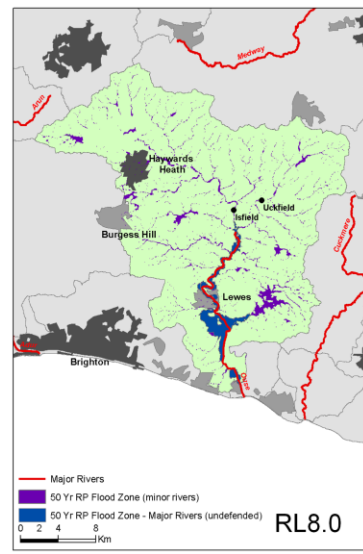 Medway
Arun
Haywards
Heath
Uckfield
Isfield
Cuckmere
Burgess Hill
Lewes
Brighton
Ouse
Major Rivers
50 Yr RP Flood Zone (minor rivers)
50 Yr RP Flood Zone - Major Rivers (undefended)
RL8.0
0 2 4 8
Km